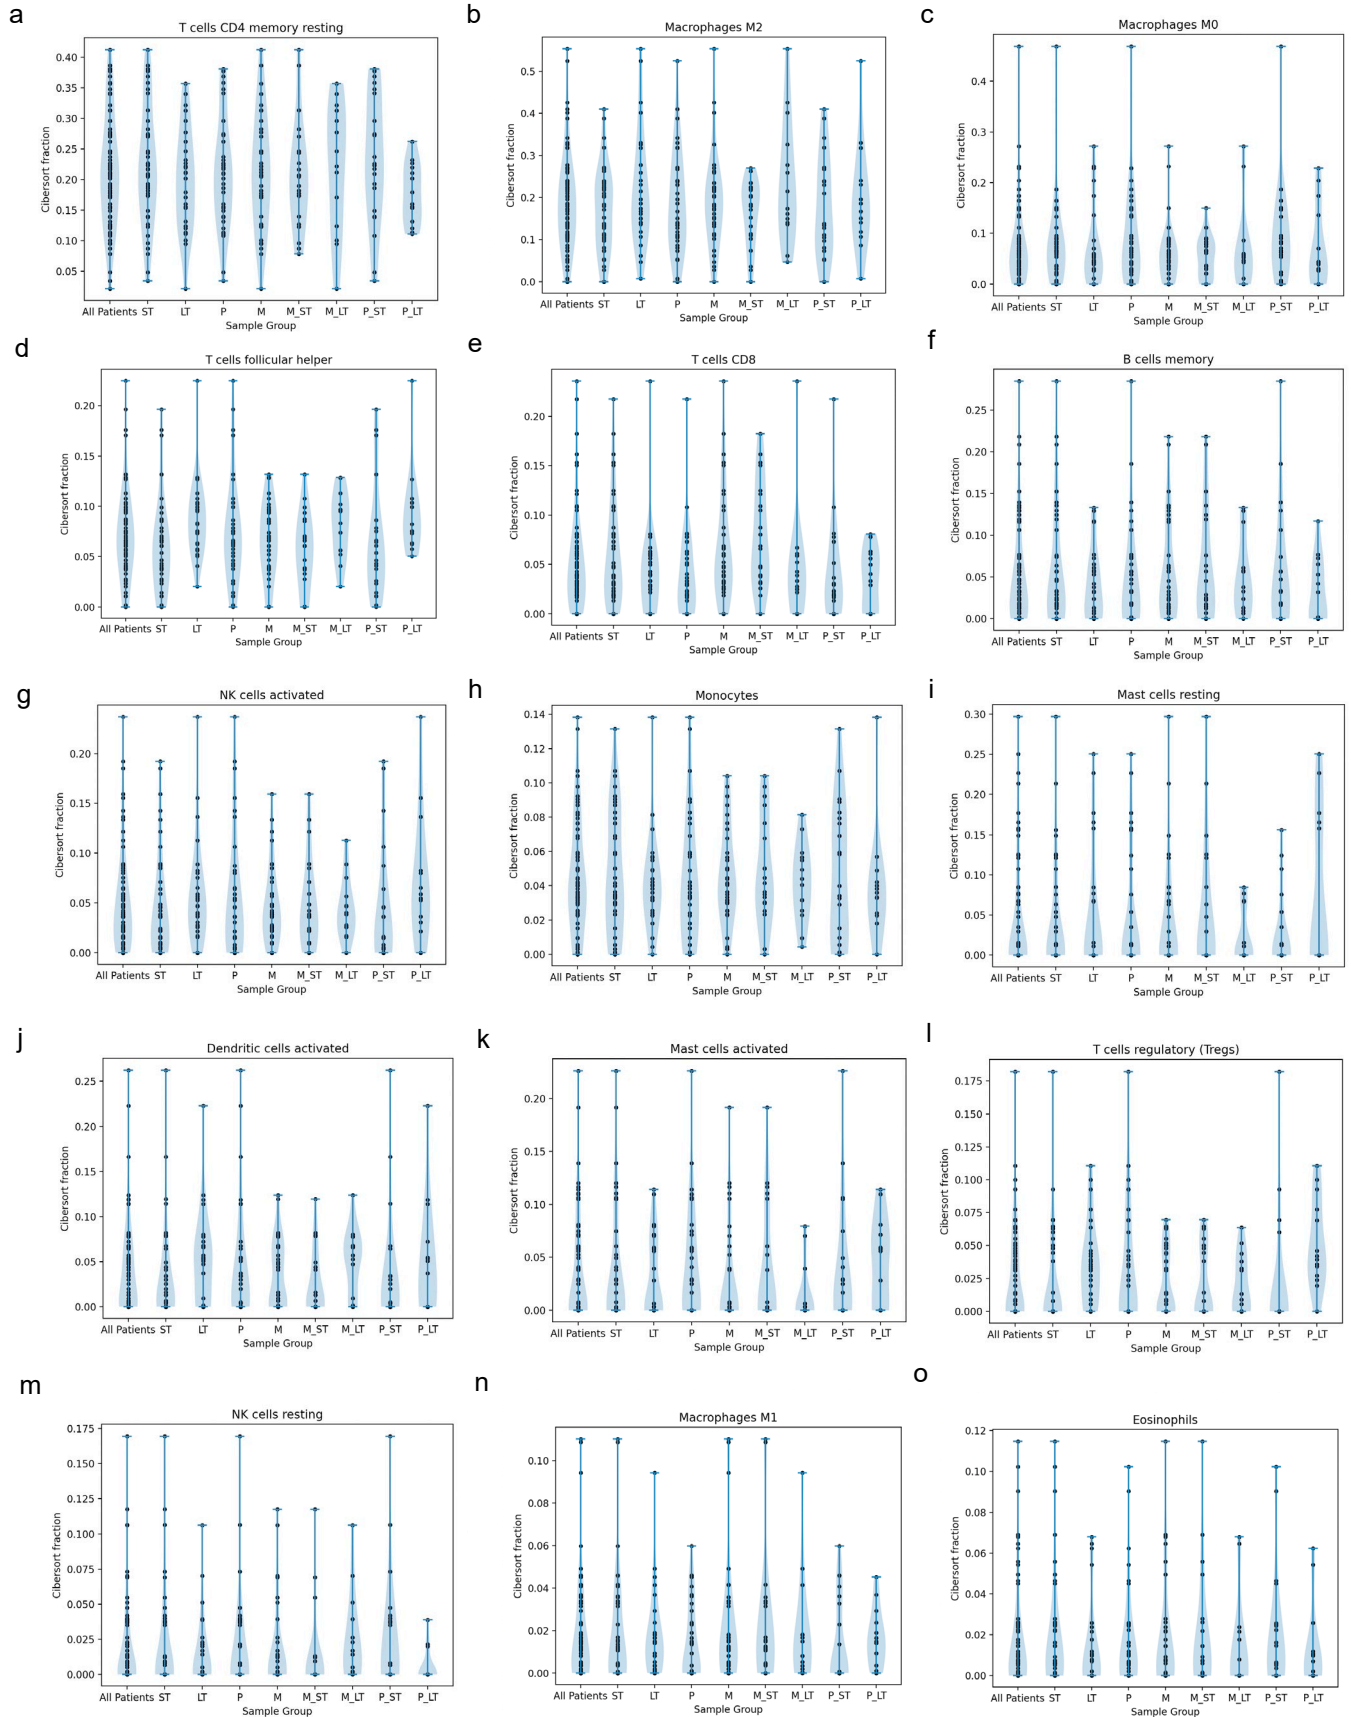 a
T cells CD4 memory resting
Cibersort fraction
0.40
0.35
0.30
0.25
0.20
0.15
0.10
0.05
All Patients ST LT P M M_ST M_LT P_ST P_LT
Sample Group
b
Macrophages M2
Cibersort fraction
0.5
0.4
0.3
0.2
0.1
0.0
All Patients ST LT P M M_ST M_LT P_ST P_LT
Sample Group
c
Macrophages M0
Cibersort fraction
0.4
0.3
0.2
0.1
0.0
All Patients ST LT P M M_ST M_LT P_ST P_LT
Sample Group
d
T cells follicular helper
Cibersort fraction
0.20
0.15
0.10
0.05
0.00
All Patients ST LT P M M_ST M_LT P_ST P_LT
Sample Group
e
T cells CD8
Cibersort fraction
0.20
0.15
0.10
0.05
0.00
All Patients ST LT P M M_ST M_LT P_ST P_LT
Sample Group
f
B cells memory
Cibersort fraction
0.25
0.20
0.15
0.10
0.05
0.00
All Patients ST LT P M M_ST M_LT P_ST P_LT
Sample Group
g
NK cells activated
Cibersort fraction
0.20
0.15
0.10
0.05
0.00
All Patients ST LT P M M_ST M_LT P_ST P_LT
Sample Group
h
Monocytes
Cibersort fraction
0.14
0.12
0.10
0.08
0.06
0.04
0.02
0.00
All Patients ST LT P M M_ST M_LT P_ST P_LT
Sample Group
i
Mast cells resting
Cibersort fraction
0.30
0.25
0.20
0.15
0.10
0.05
0.00
All Patients ST LT P M M_ST M_LT P_ST P_LT
Sample Group
j
Dendritic cells activated
Cibersort fraction
0.25
0.20
0.15
0.10
0.05
0.00
All Patients ST LT P M M_ST M_LT P_ST P_LT
Sample Group
k
Mast cells activated
Cibersort fraction
0.20
0.15
0.10
0.05
0.00
All Patients ST LT P M M_ST M_LT P_ST P_LT
Sample Group
l
T cells regulatory (Tregs)
Cibersort fraction
0.175
0.150
0.125
0.100
0.075
0.050
0.025
0.000
All Patients ST LT P M M_ST M_LT P_ST P_LT
Sample Group
m
NK cells resting
Cibersort fraction
0.175
0.150
0.125
0.100
0.075
0.050
0.025
0.000
All Patients ST LT P M M_ST M_LT P_ST P_LT
Sample Group
n
Macrophages M1
Cibersort fraction
0.10
0.08
0.06
0.04
0.02
0.00
All Patients ST LT P M M_ST M_LT P_ST P_LT
Sample Group
o
Eosinophils
Cibersort fraction
0.12
0.10
0.08
0.06
0.04
0.02
0.00
All Patients ST LT P M M_ST M_LT P_ST P_LT
Sample Group